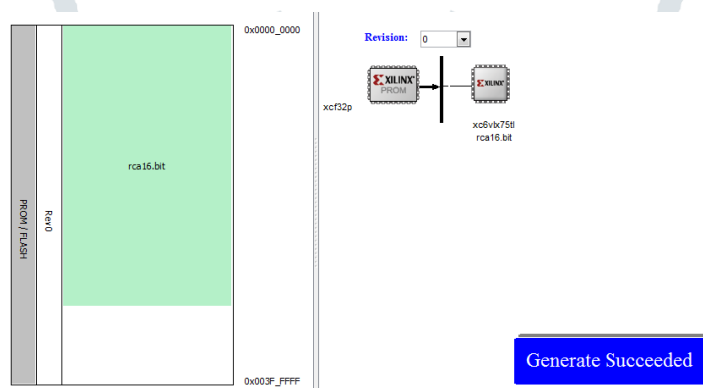 0x0000_0000
rca16.bit
PROM / FLASH
Rev0
0x003F_FFFF
Revision: 0
XILINX®
PROM
XILINX®
xcf32p
xc6vlx75tl
rca16.bit
Generate Succeeded